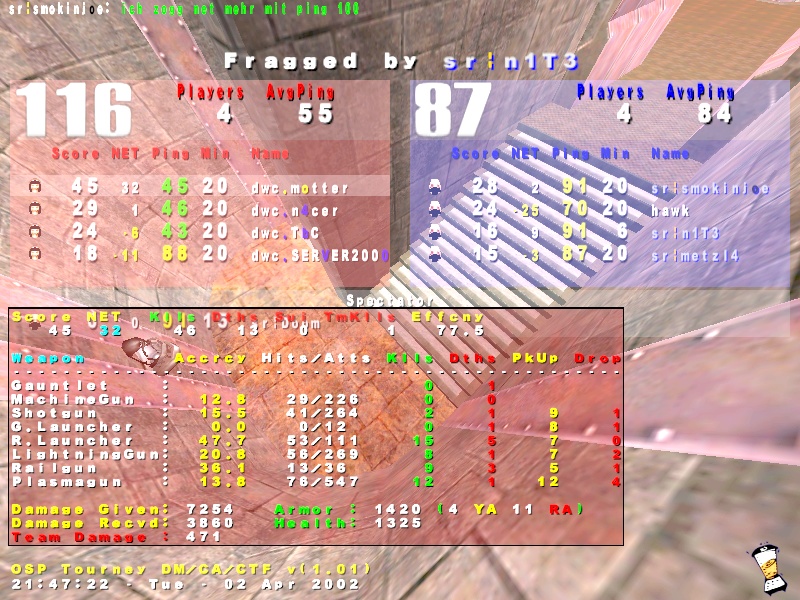 sr¦smokinjoe: ich zogg net mehr mit ping 100
Fragged by sr¦n1T3
116 Players AvgPing
4 55
Score NET Ping Min Name
45 32 45 20 dwc.motter
29 1 46 20 dwc.n4cer
24 -6 43 20 dwc.TbC
18 -11 88 20 dwc.SERVER2000
87 Players AvgPing
4 84
Score NET Ping Min Name
28 2 91 20 sr¦smokinjoe
24 -25 70 20 hawk
18 9 91 6 sr¦n1T3
15 -3 87 20 sr¦metzl4
Spectator
Score NET Kills Dths Sui TmKills Effcncy
45 32 46 13 0 1 77.5
Weapon Accrcy Hits/Atts Kills Dths PkUp Drop
Gauntlet : 0 1
MachineGun : 12.8 29/226 0 0
Shotgun : 15.5 41/264 2 1 9 1
G.Launcher : 0.0 0/12 0 1 8 1
R.Launcher : 47.7 53/111 15 5 7 0
LightningGun: 20.8 56/269 8 1 7 2
Railgun : 36.1 13/36 9 3 5 1
Plasmagun : 13.8 76/547 12 1 12 4
Damage Given: 7254 Armor : 1420 (4 YA 11 RA)
Damage Recvd: 3860 Health: 1325
Team Damage : 471
OSP Tourney DM/CA/CTF v(1.01)
21:47:22 - Tue - 02 Apr 2002